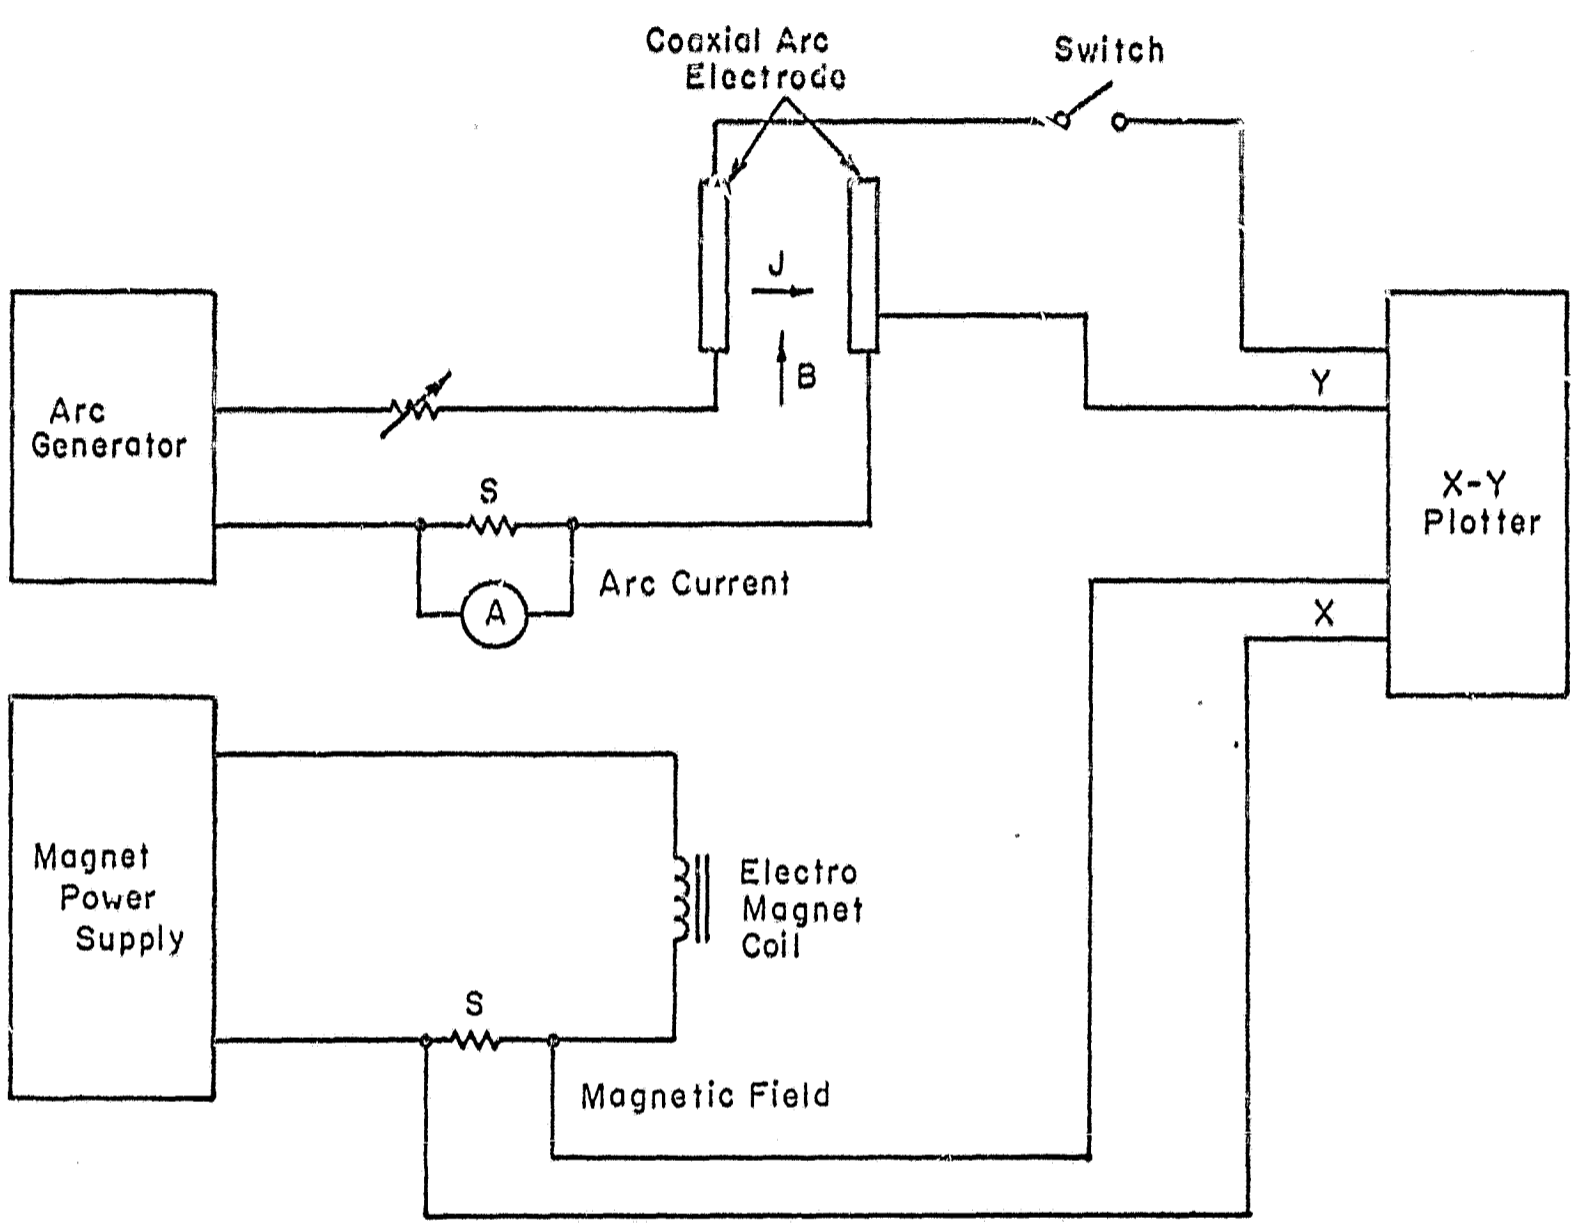 Coaxial Arc
Electrode
Switch
J
B
Y
Arc
Generator
S
X-Y
Plotter
A
Arc Current
X
Magnet
Power
Supply
Electro
Magnet
Coil
S
Magnetic Field